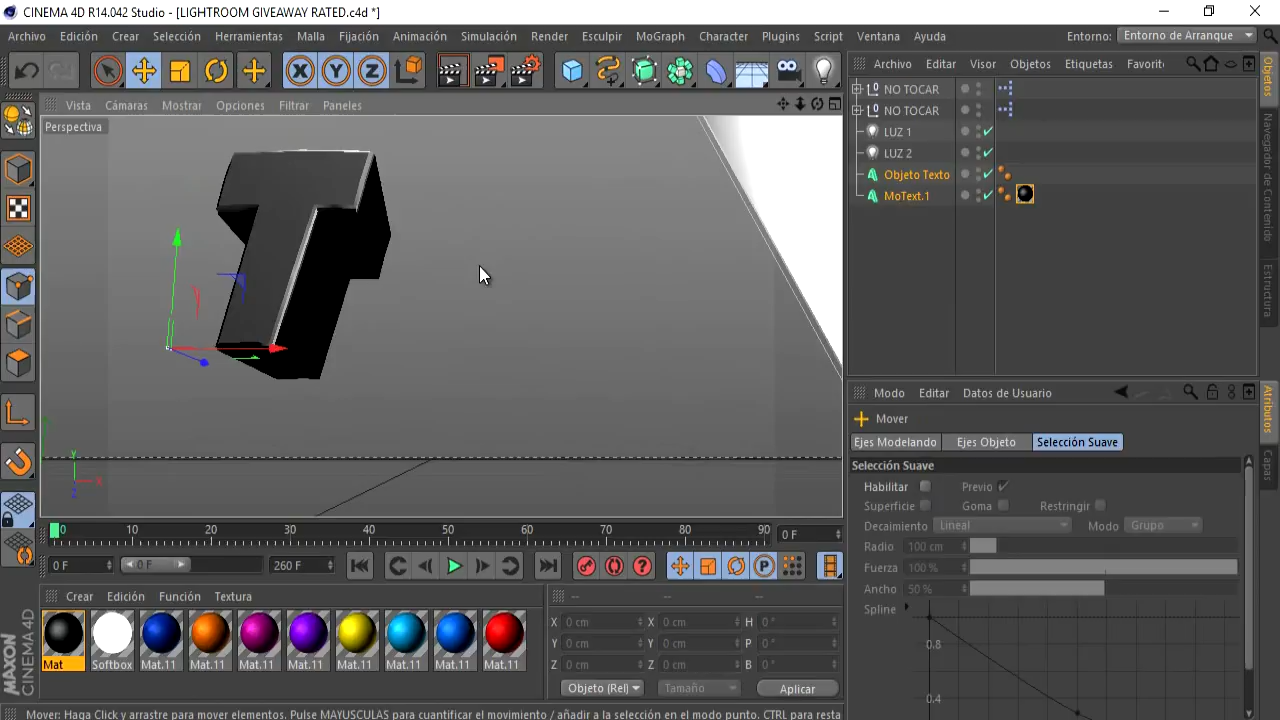 CINEMA 4D R14.042 Studio - [LIGHTROOM GIVEAWAY RATED.c4d *]
Archivo Edición Crear Selección Herramientas Malla Fijación Animación Simulación Render Esculpir MoGraph Character Plugins Script Ventana Ayuda Entorno: Entorno de Arranque
X Y Z
Archivo Editar Visor Objetos Etiquetas Favorit
Vista Cámaras Mostrar Opciones Filtrar Paneles
Perspectiva
NO TOCAR
NO TOCAR
LUZ 1
LUZ 2
Objeto Texto
MoText.1
Objetos
Navegador de Contenido
Estructura
T
Y
X
Z
Modo Editar Datos de Usuario
Mover
Ejes Modelando Ejes Objeto Selección Suave
Selección Suave
Habilitar Previo
Superficie Goma Restringir
Decaimiento Lineal Modo Grupo
Radio 100 cm
Fuerza 100 %
Ancho 50 %
Spline
0.8
0.4
Atributos
Capas
0 10 20 30 40 50 60 70 80 90 0 F
0 F 0 F 260 F P
Crear Edición Función Textura
Mat Softbox Mat.11 Mat.11 Mat.11 Mat.11 Mat.11 Mat.11 Mat.11 Mat.11
-- -- --
X 0 cm X 0 cm H 0 °
Y 0 cm Y 0 cm P 0 °
Z 0 cm Z 0 cm B 0 °
Objeto (Rel) Tamaño Aplicar
MAXON CINEMA 4D
Mover: Haga Click y arrastre para mover elementos. Pulse MAYUSCULAS para cuantificar el movimiento / añadir a la selección en el modo punto. CTRL para resta